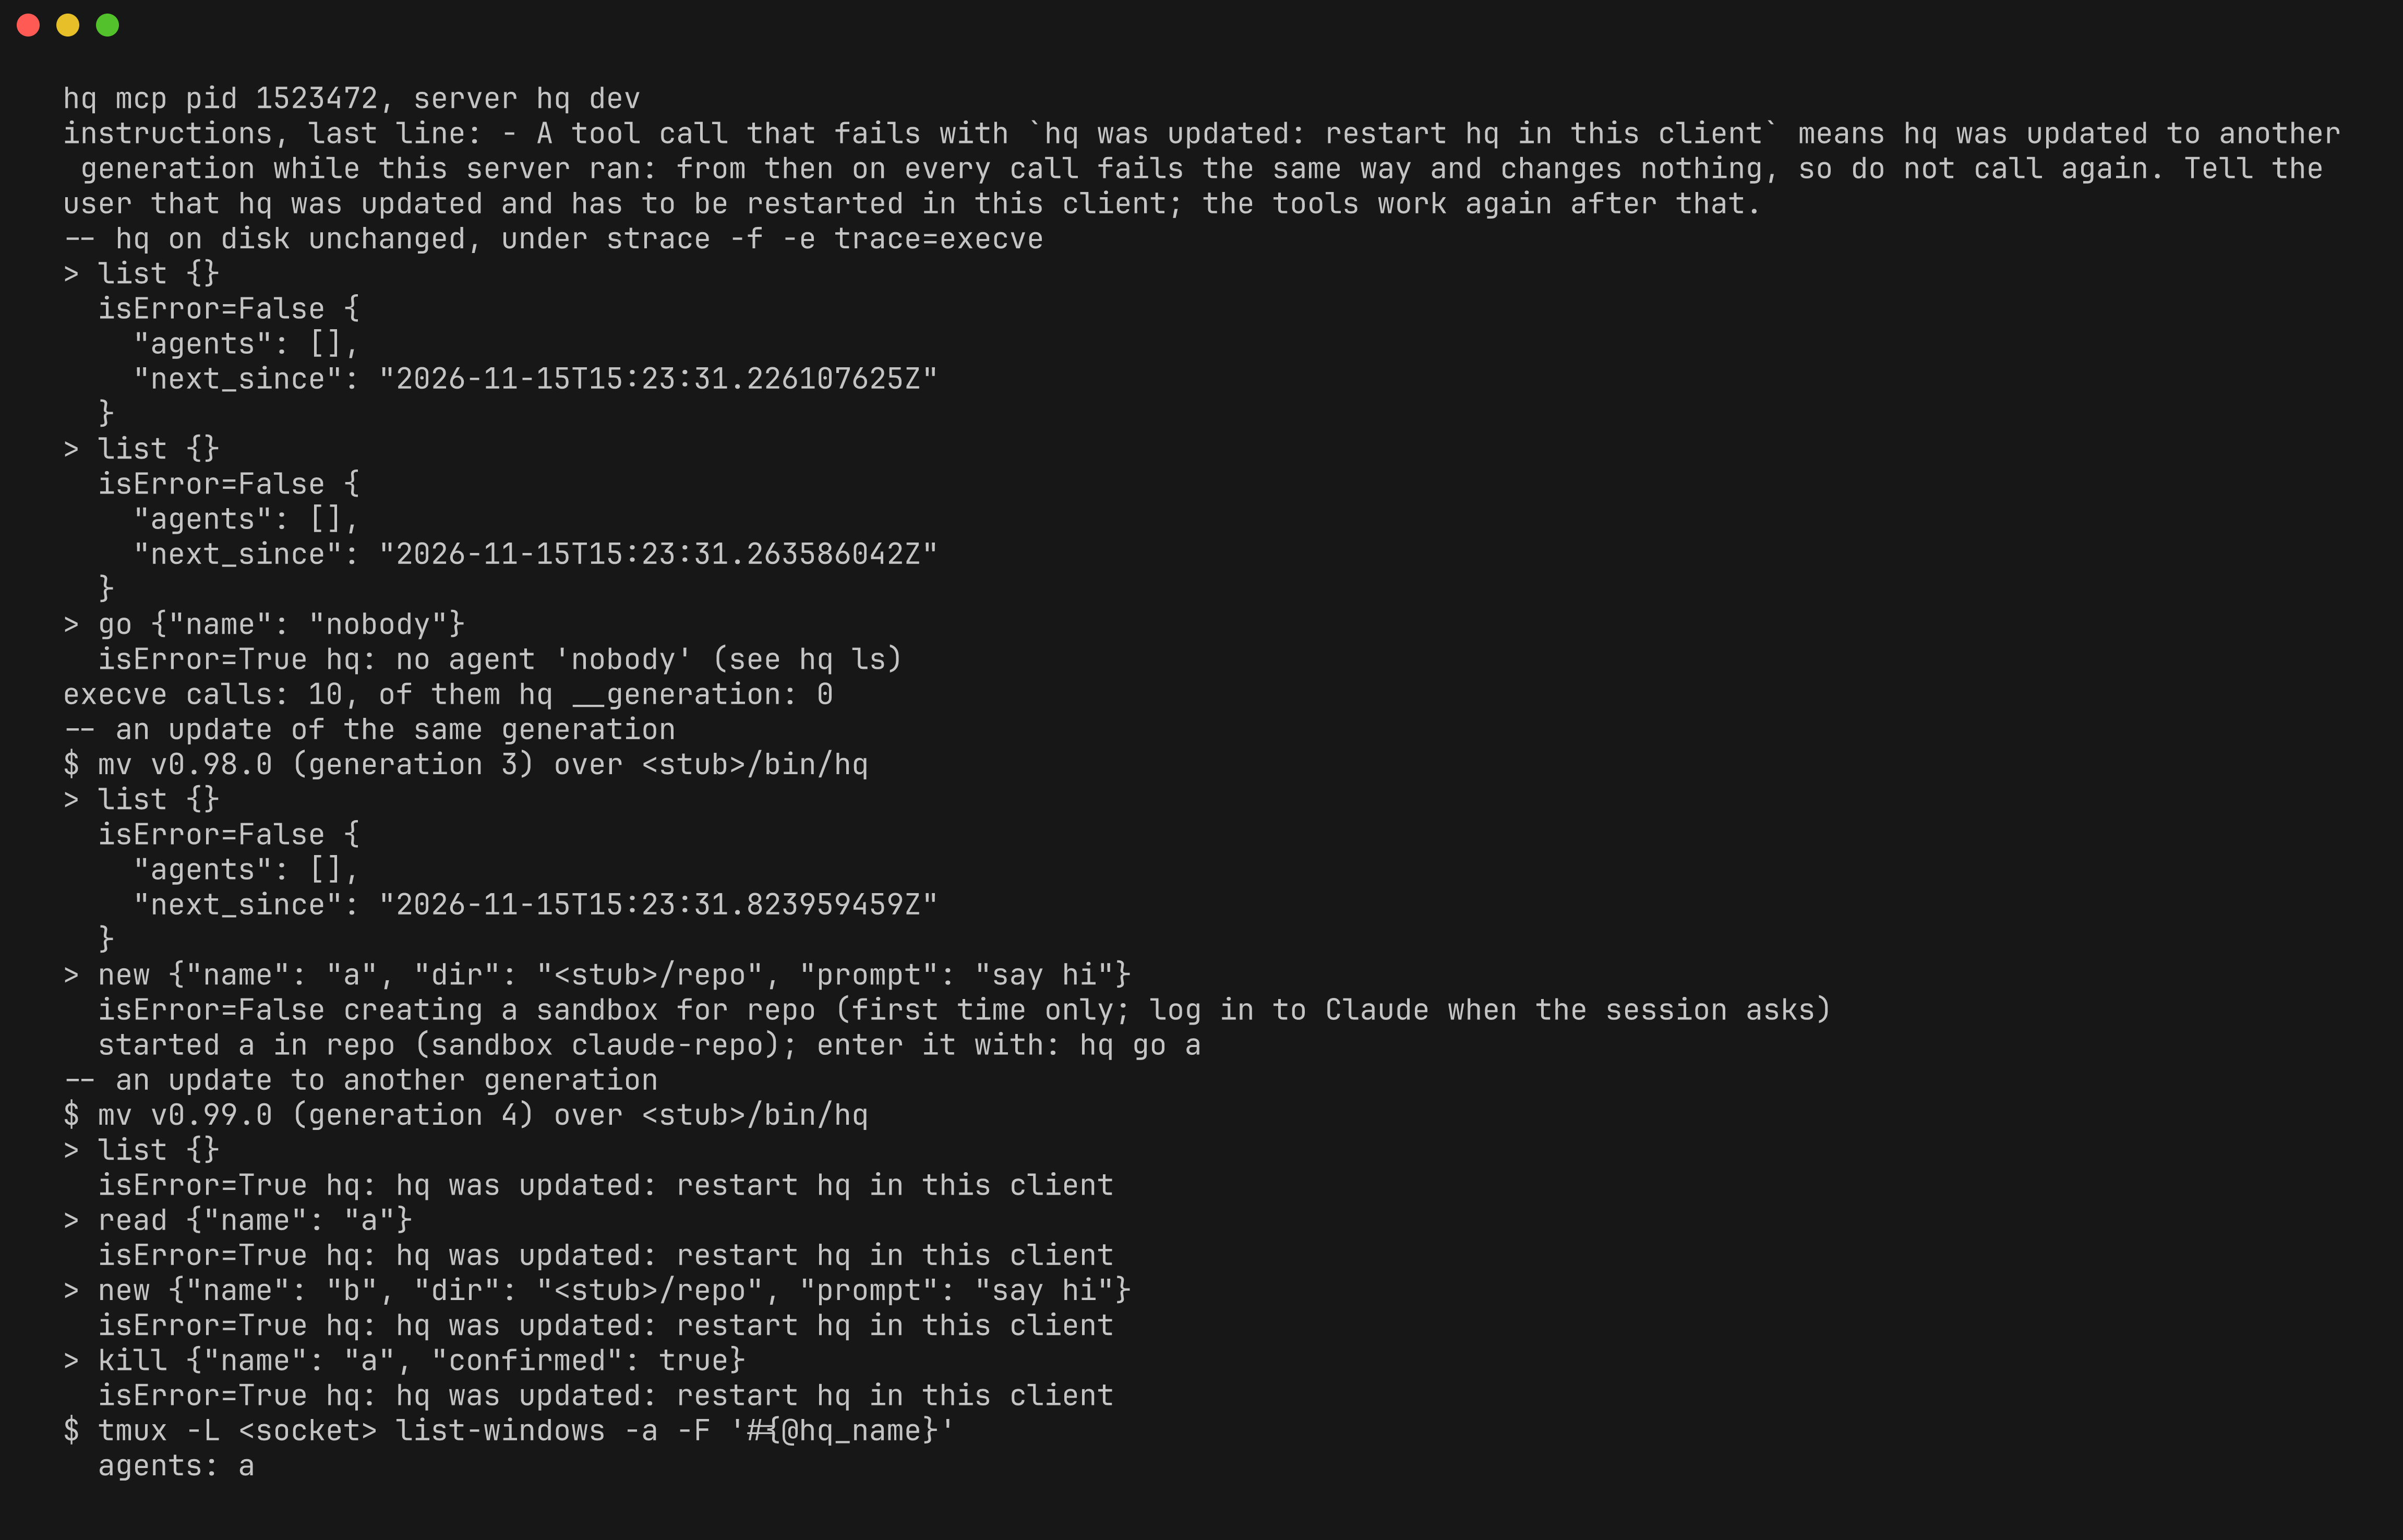 hq mcp pid 1523472, server hq dev
instructions, last line: - A tool call that fails with `hq was updated: restart hq in this client` means hq was updated to another
 generation while this server ran: from then on every call fails the same way and changes nothing, so do not call again. Tell the
user that hq was updated and has to be restarted in this client; the tools work again after that.
-- hq on disk unchanged, under strace -f -e trace=execve
> list {}
  isError=False {
    "agents": [],
    "next_since": "2026-11-15T15:23:31.226107625Z"
  }
> list {}
  isError=False {
    "agents": [],
    "next_since": "2026-11-15T15:23:31.263586042Z"
  }
> go {"name": "nobody"}
  isError=True hq: no agent 'nobody' (see hq ls)
execve calls: 10, of them hq __generation: 0
-- an update of the same generation
$ mv v0.98.0 (generation 3) over <stub>/bin/hq
> list {}
  isError=False {
    "agents": [],
    "next_since": "2026-11-15T15:23:31.823959459Z"
  }
> new {"name": "a", "dir": "<stub>/repo", "prompt": "say hi"}
  isError=False creating a sandbox for repo (first time only; log in to Claude when the session asks)
  started a in repo (sandbox claude-repo); enter it with: hq go a
-- an update to another generation
$ mv v0.99.0 (generation 4) over <stub>/bin/hq
> list {}
  isError=True hq: hq was updated: restart hq in this client
> read {"name": "a"}
  isError=True hq: hq was updated: restart hq in this client
> new {"name": "b", "dir": "<stub>/repo", "prompt": "say hi"}
  isError=True hq: hq was updated: restart hq in this client
> kill {"name": "a", "confirmed": true}
  isError=True hq: hq was updated: restart hq in this client
$ tmux -L <socket> list-windows -a -F '#{@hq_name}'
  agents: a